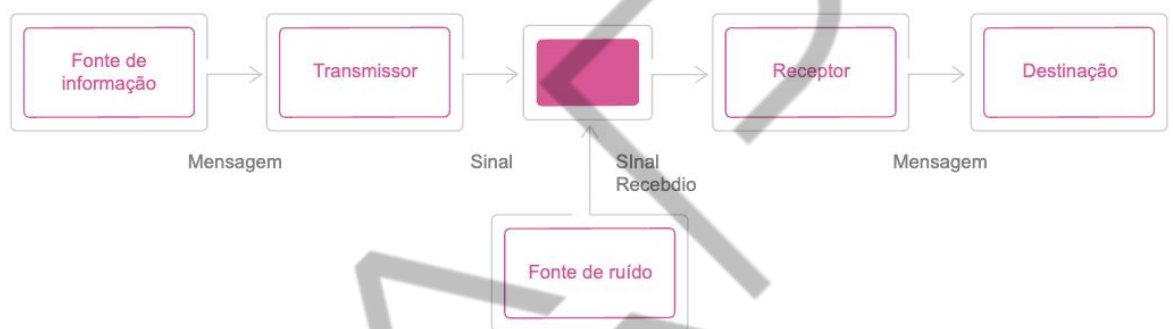 Fonte de
informação
Transmissor
Receptor
Destinação
Mensagem
Sinal
SInal
Recebdio
Mensagem
Fonte de ruído